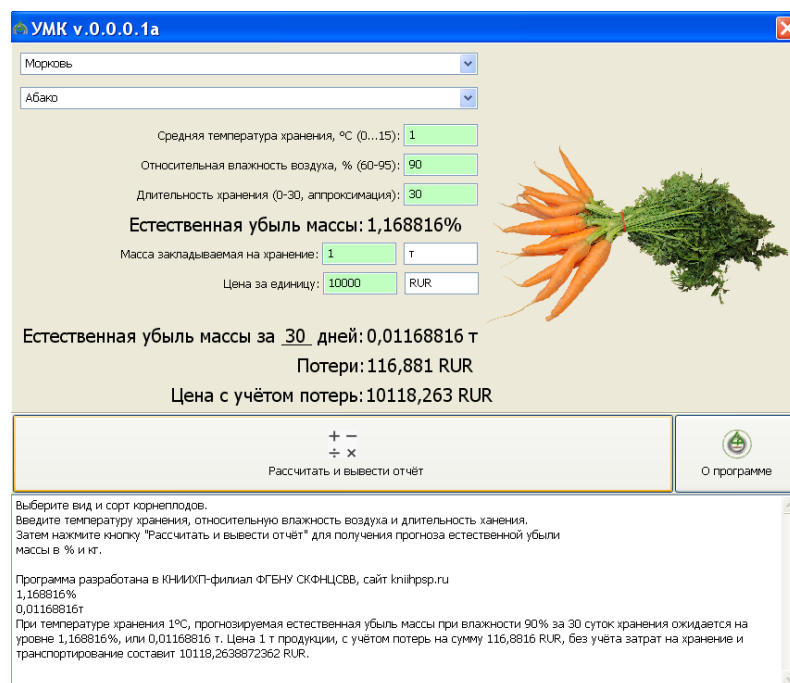 УМК v.0.0.0.1a
Морковь
Абако
Средняя температура хранения, °C (0...15): 1
Относительная влажность воздуха, % (60-95): 90
Длительность хранения (0-30, аппроксимация): 30
Естественная убыль массы: 1,168816%
Масса закладываемая на хранение: 1 т
Цена за единицу: 10000 RUR
Естественная убыль массы за 30 дней: 0,01168816 т
Потери: 116,881 RUR
Цена с учётом потерь: 10118,263 RUR
+ −
÷ ×
Рассчитать и вывести отчёт
О программе
Выберите вид и сорт корнеплодов.
Введите температуру хранения, относительную влажность воздуха и длительность ханения.
Затем нажмите кнопку "Рассчитать и вывести отчёт" для получения прогноза естественной убыли
массы в % и кг.
Программа разработана в КНИИХП-филиал ФГБНУ СКФНЦСВВ, сайт kniihpsp.ru
1,168816%
0,01168816т
При температуре хранения 1°C, прогнозируемая естественная убыль массы при влажности 90% за 30 суток хранения ожидается на
уровне 1,168816%, или 0,01168816 т. Цена 1 т продукции, с учётом потерь на сумму 116,8816 RUR, без учёта затрат на хранение и
транспортирование составит 10118,2638872362 RUR.